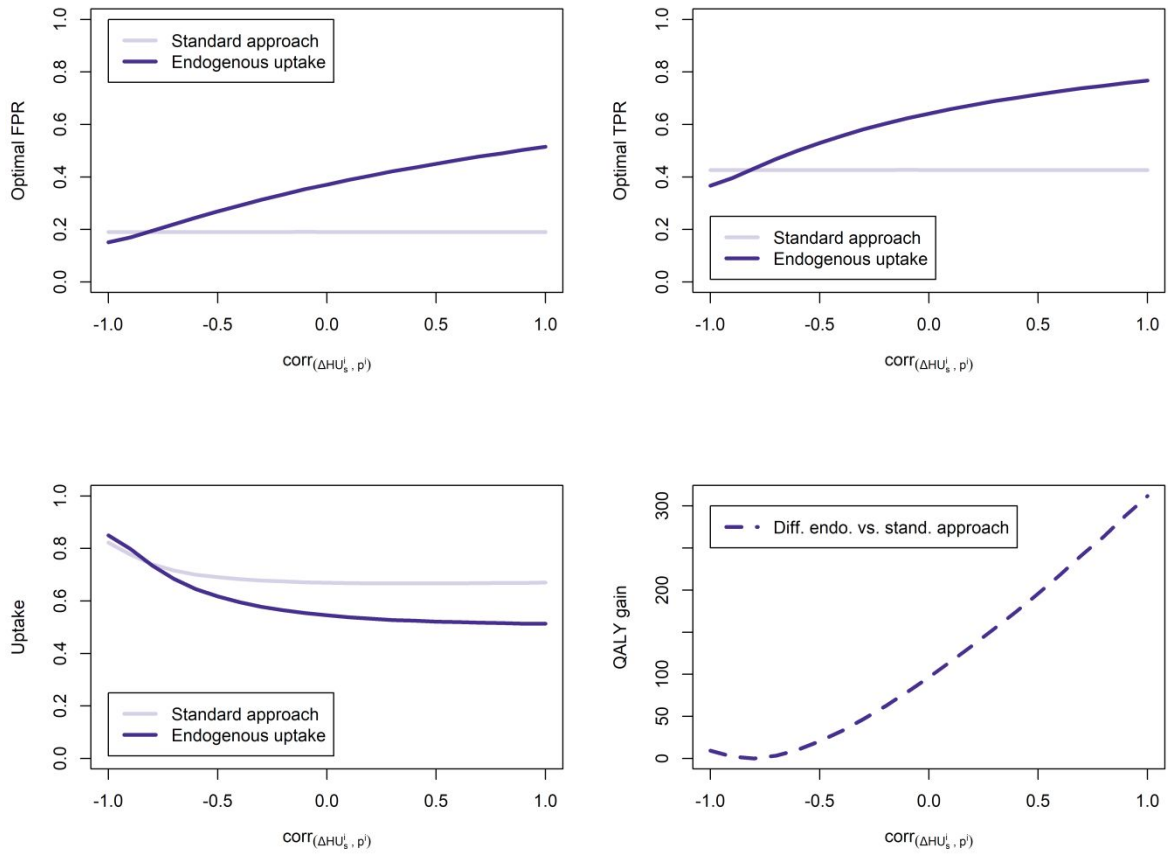 Optimal FPR
1.0
0.8
0.6
0.4
0.2
0.0
Standard approach
Endogenous uptake
-1.0 -0.5 0.0 0.5 1.0
corr(ΔHUsⁱ, pⁱ)
Optimal TPR
1.0
0.8
0.6
0.4
0.2
0.0
Standard approach
Endogenous uptake
-1.0 -0.5 0.0 0.5 1.0
corr(ΔHUsⁱ, pⁱ)
Uptake
1.0
0.8
0.6
0.4
0.2
0.0
Standard approach
Endogenous uptake
-1.0 -0.5 0.0 0.5 1.0
corr(ΔHUsⁱ, pⁱ)
QALY gain
300
200
100
50
0
Diff. endo. vs. stand. approach
-1.0 -0.5 0.0 0.5 1.0
corr(ΔHUsⁱ, pⁱ)